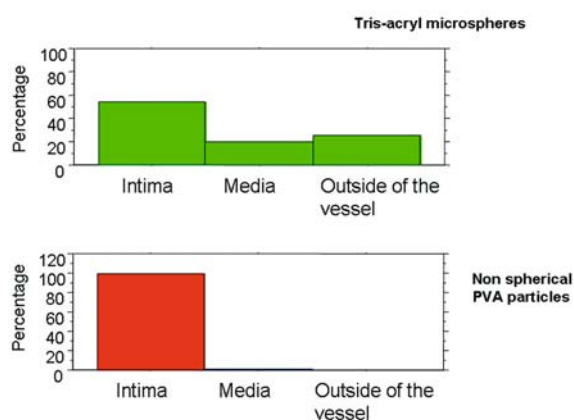 Tris-acryl microspheres
Percentage
100
80
60
40
20
0
Intima Media Outside of the
vessel
Non spherical
PVA particles
Percentage
120
100
80
60
40
20
0
Intima Media Outside of the
vessel